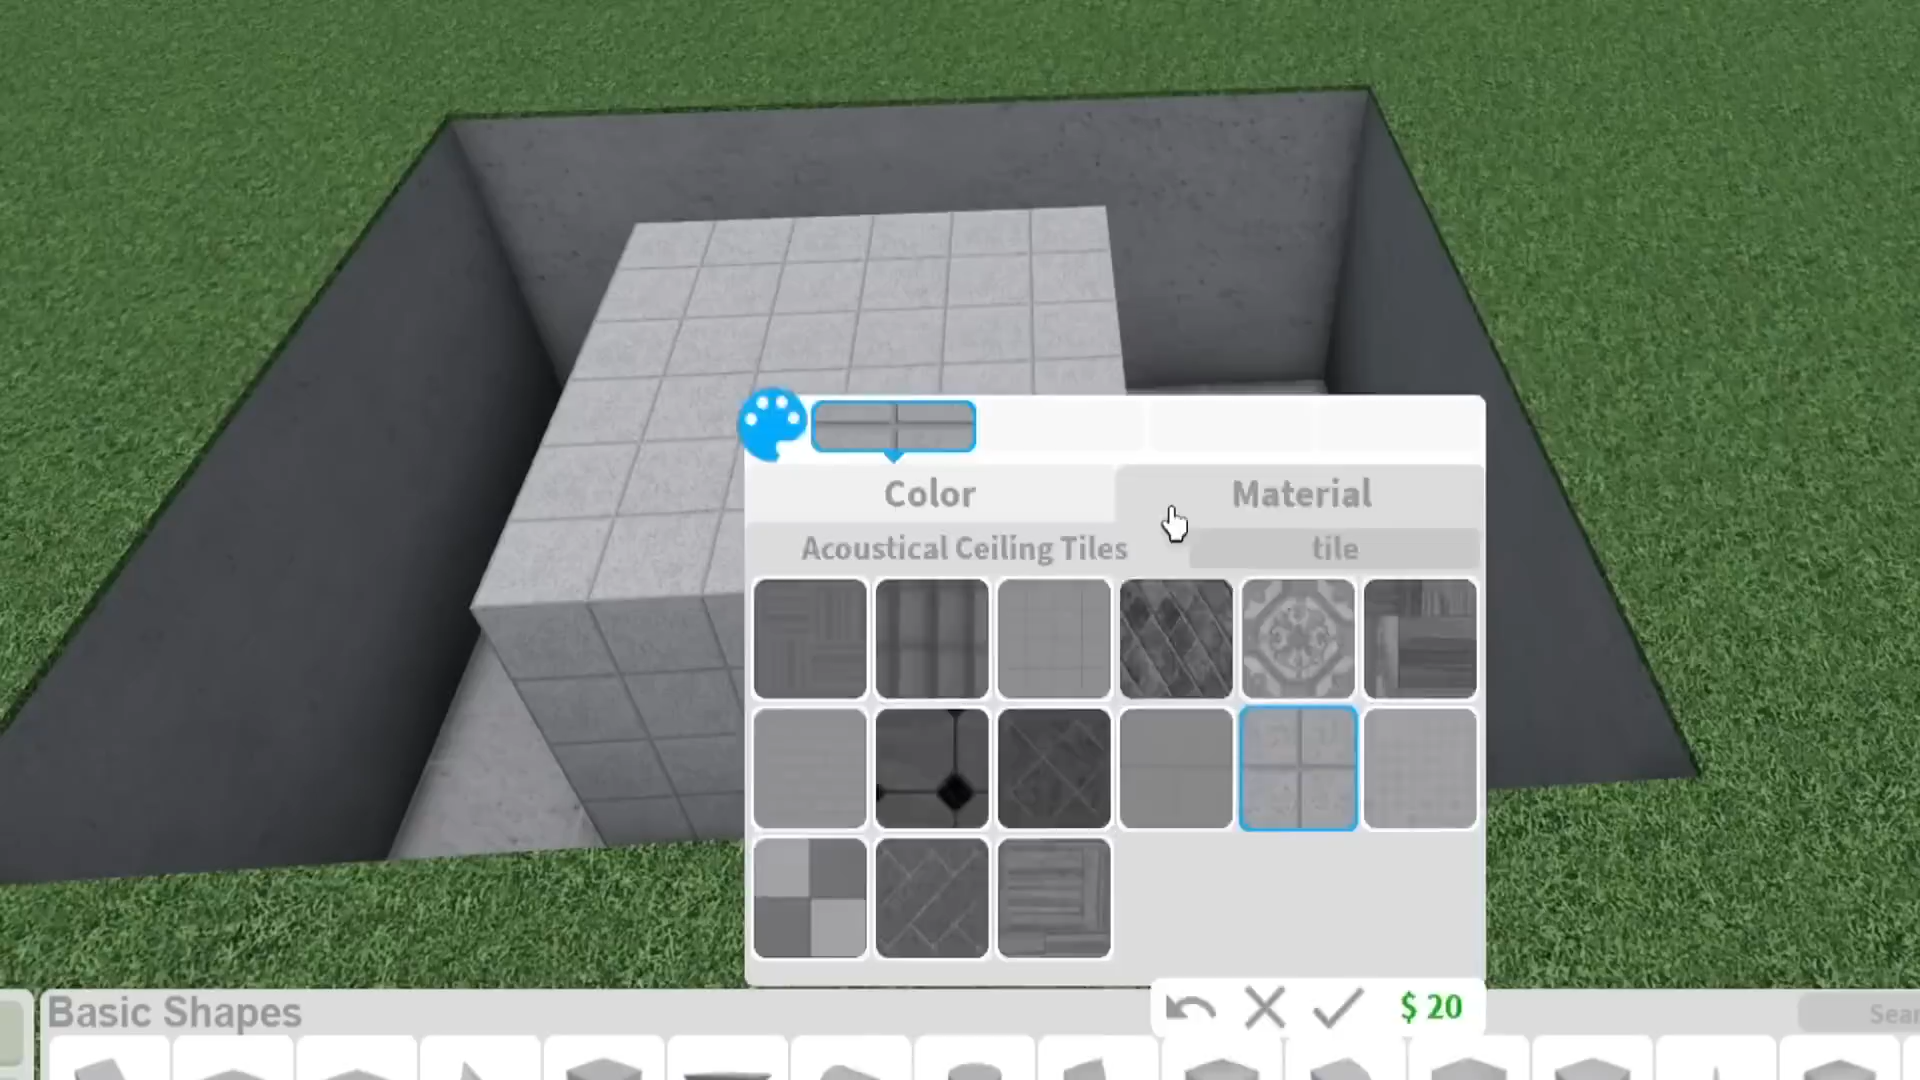 Color
Material
Acoustical Ceiling Tiles
tile
Basic Shapes
$ 20